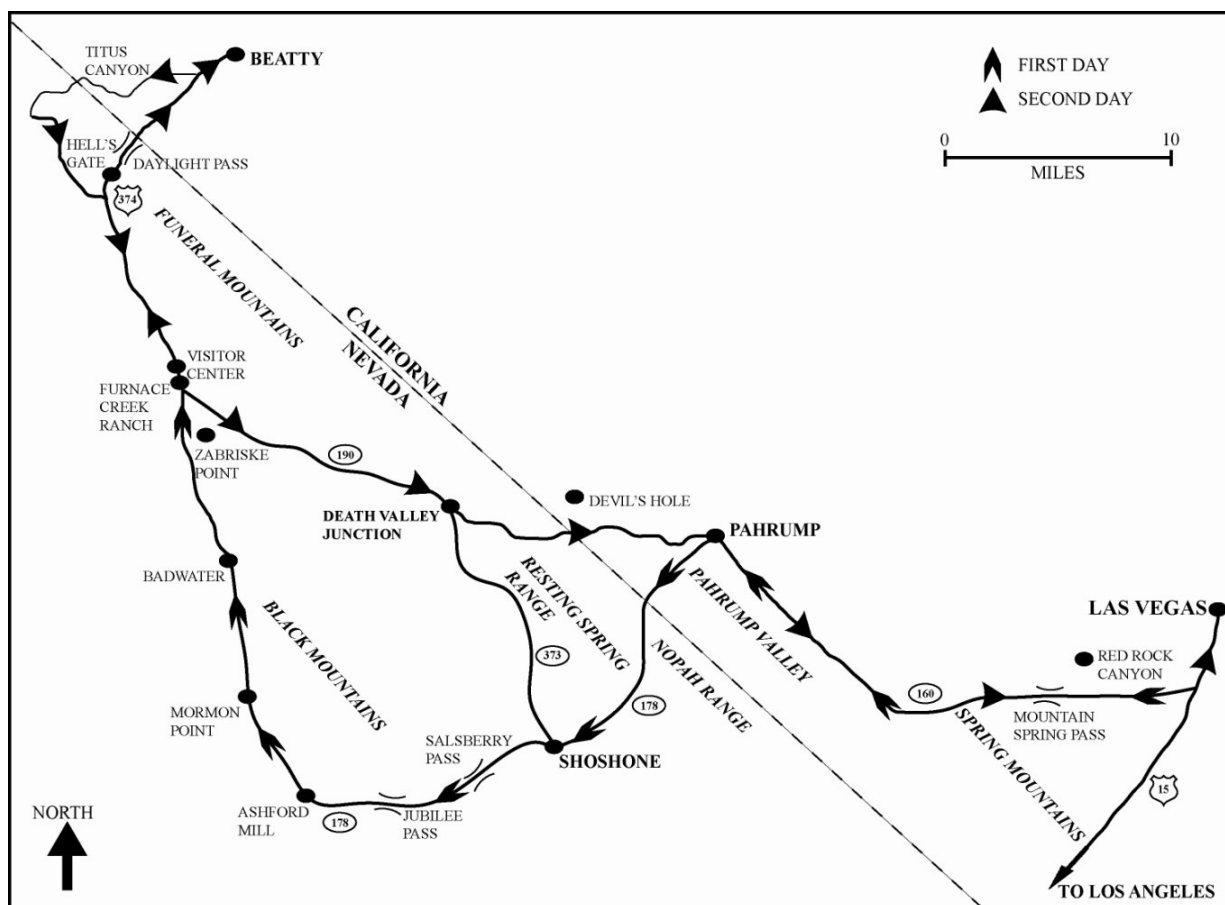 TITUS
CANYON
BEATTY
FIRST DAY
SECOND DAY
0 10
MILES
HELL'S
GATE
DAYLIGHT PASS
374
FUNERAL MOUNTAINS
CALIFORNIA
NEVADA
VISITOR
CENTER
FURNACE
CREEK
RANCH
ZABRISKE
POINT
190
DEATH VALLEY
JUNCTION
DEVIL'S HOLE
PAHRUMP
BADWATER
BLACK MOUNTAINS
RESTING SPRING
RANGE
PAHRUMP VALLEY
NOPAH RANGE
LAS VEGAS
RED ROCK
CANYON
373
178
160
MOUNTAIN
SPRING PASS
SPRING MOUNTAINS
MORMON
POINT
SALSBERRY
PASS
SHOSHONE
15
NORTH
ASHFORD
MILL
178
JUBILEE
PASS
TO LOS ANGELES